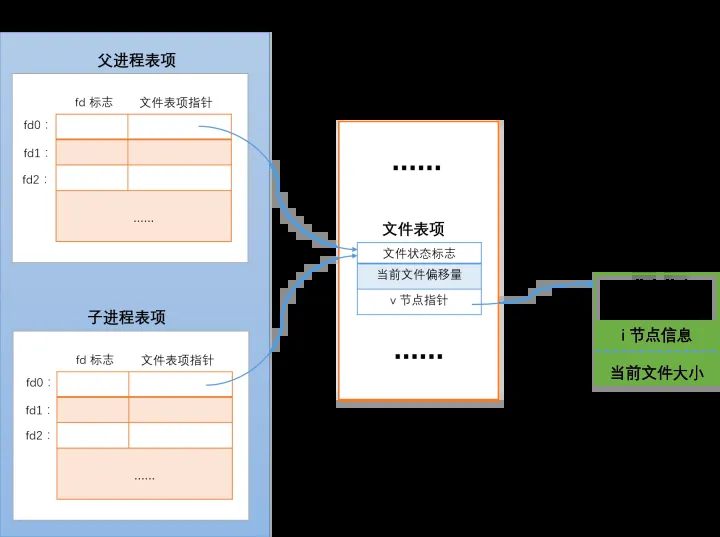 父进程表项
fd 标志 文件表项指针
fd0：
fd1：
fd2：
……
子进程表项
fd 标志 文件表项指针
fd0：
fd1：
fd2：
……
……
文件表项
文件状态标志
当前文件偏移量
v 节点指针
……
i 节点信息
当前文件大小